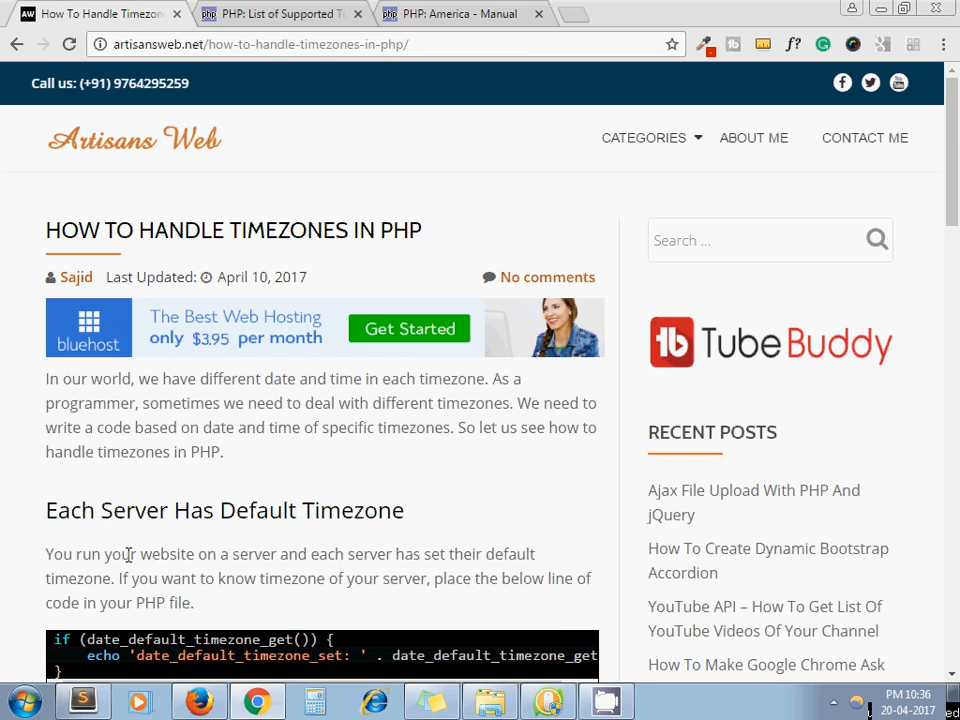 How To Handle Timezon
PHP: List of Supported T
PHP: America - Manual
artisansweb.net/how-to-handle-timezones-in-php/
Call us: (+91) 9764295259
Artisans Web
CATEGORIES ABOUT ME CONTACT ME
HOW TO HANDLE TIMEZONES IN PHP
Sajid Last Updated: April 10, 2017 No comments
bluehost
The Best Web Hosting
only $3.95 per month
Get Started
In our world, we have different date and time in each timezone. As a
programmer, sometimes we need to deal with different timezones. We need to
write a code based on date and time of specific timezones. So let us see how to
handle timezones in PHP.
Each Server Has Default Timezone
You run your website on a server and each server has set their default
timezone. If you want to know timezone of your server, place the below line of
code in your PHP file.
if (date_default_timezone_get()) {
echo 'date_default_timezone_set: ' . date_default_timezone_get
}
Search ...
TubeBuddy
RECENT POSTS
Ajax File Upload With PHP And
jQuery
How To Create Dynamic Bootstrap
Accordion
YouTube API – How To Get List Of
YouTube Videos Of Your Channel
How To Make Google Chrome Ask
PM 10:36
20-04-2017